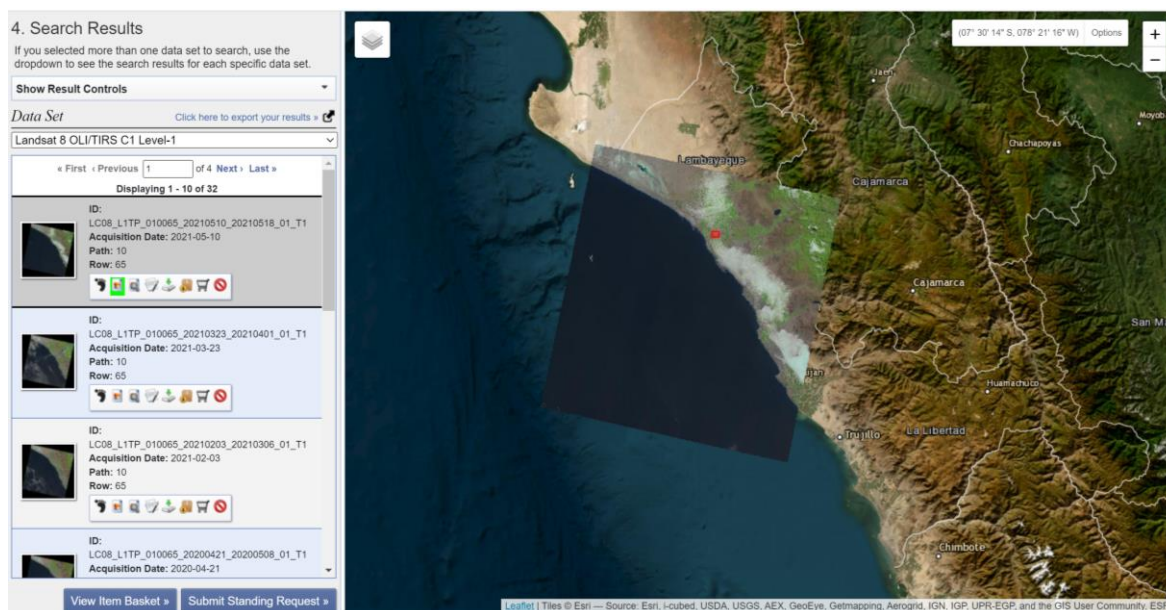 4. Search Results
If you selected more than one data set to search, use the
dropdown to see the search results for each specific data set.
Show Result Controls
Data Set
Click here to export your results »
Landsat 8 OLI/TIRS C1 Level-1
« First ‹ Previous 1 of 4 Next › Last »
Displaying 1 - 10 of 32
ID:
LC08_L1TP_010065_20210510_20210518_01_T1
Acquisition Date: 2021-05-10
Path: 10
Row: 65
ID:
LC08_L1TP_010065_20210323_20210401_01_T1
Acquisition Date: 2021-03-23
Path: 10
Row: 65
ID:
LC08_L1TP_010065_20210203_20210306_01_T1
Acquisition Date: 2021-02-03
Path: 10
Row: 65
ID:
LC08_L1TP_010065_20200421_20200508_01_T1
Acquisition Date: 2020-04-21
View Item Basket »
Submit Standing Request »
(07° 30' 14" S, 078° 21' 16" W)
Options
+
−
Jaen
Moyob
Chachapoyas
Lambayeque
Cajamarca
Cajamarca
San Ma
Huamachuco
ijan
Trujillo
La Libertad
Chimbote
Leaflet | Tiles © Esri — Source: Esri, i-cubed, USDA, USGS, AEX, GeoEye, Getmapping, Aerogrid, IGN, IGP, UPR-EGP, and the GIS User Community, ES